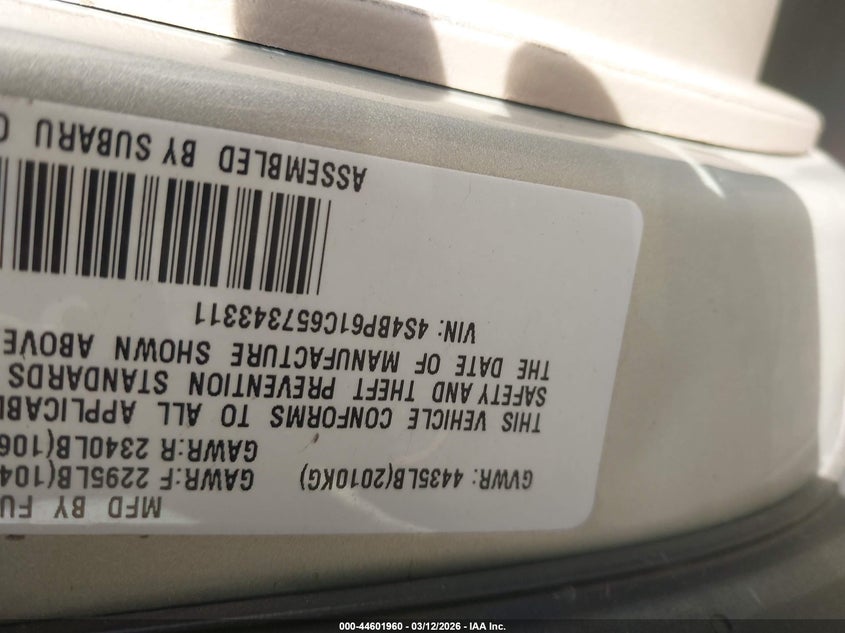 MFD BY FU
GVWR: 4435LB(2010KG) GAWR:F 2295LB(104
GAWR:R 2340LB(106
THIS VEHICLE CONFORMS TO ALL APPLICABL
SAFETY AND THEFT PREVENTION STANDARDS
THE DATE OF MANUFACTURE SHOWN ABOVE
VIN: 4S4BP61C657343311
ASSEMBLED BY SUBARU O
000-44601960 - 03/12/2026 - IAA Inc.